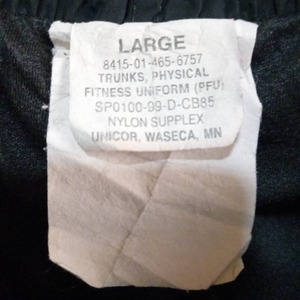 LARGE
8415-01-465-6757
TRUNKS, PHYSICAL
FITNESS UNIFORM (PFU)
SP0100-99-D-CB85
NYLON SUPPLEX
UNICOR, WASECA, MN